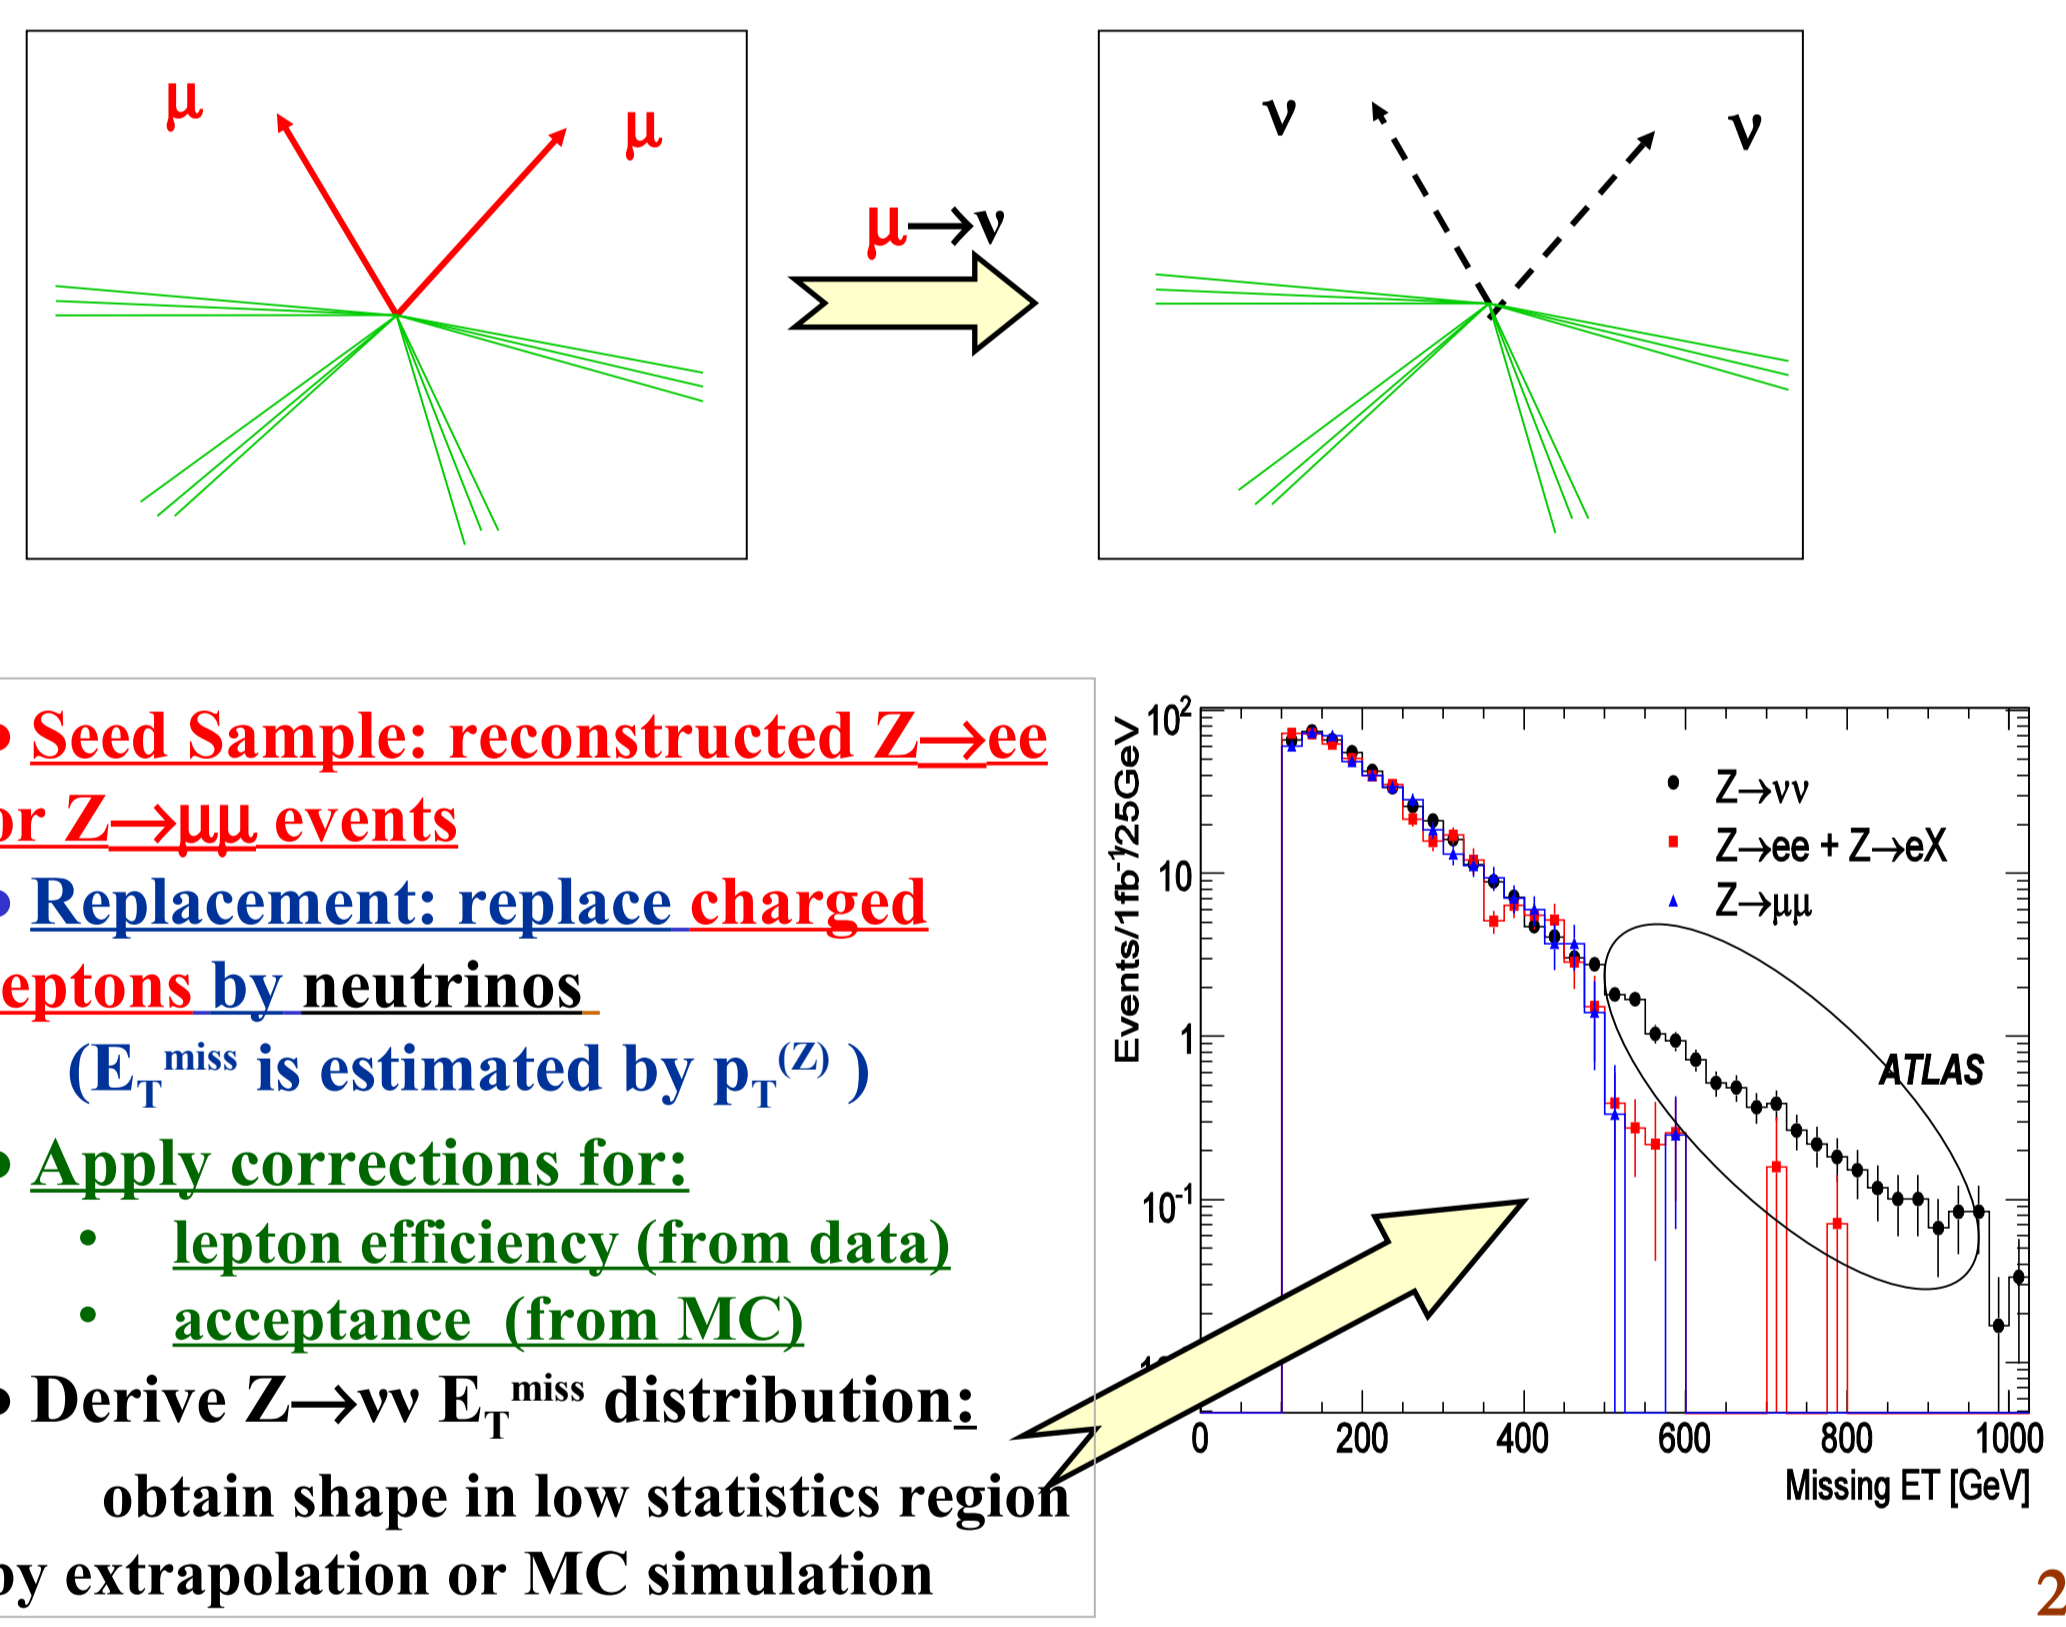 μ μ
μ→ν
ν ν
• Seed Sample: reconstructed Z→ee
or Z→μμ events
• Replacement: replace charged
leptons by neutrinos
(E_T^miss is estimated by p_T^(Z) )
• Apply corrections for:
• lepton efficiency (from data)
• acceptance (from MC)
• Derive Z→νν E_T^miss distribution:
obtain shape in low statistics region
by extrapolation or MC simulation
Events/1fb⁻¹/25GeV
10²
10
1
10⁻¹
Z→νν
Z→ee + Z→eX
Z→μμ
ATLAS
0 200 400 600 800 1000
Missing ET [GeV]
2